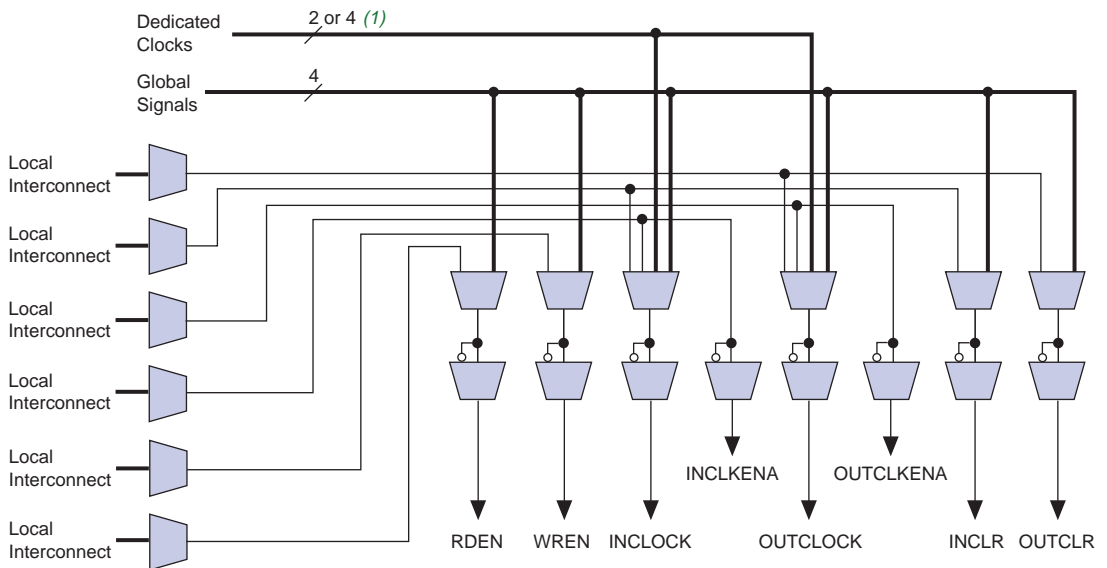 Dedicated
Clocks
2 or 4 (1)
Global
Signals
4
Local
Interconnect
Local
Interconnect
Local
Interconnect
Local
Interconnect
Local
Interconnect
Local
Interconnect
INCLKENA
OUTCLKENA
RDEN
WREN
INCLOCK
OUTCLOCK
INCLR
OUTCLR